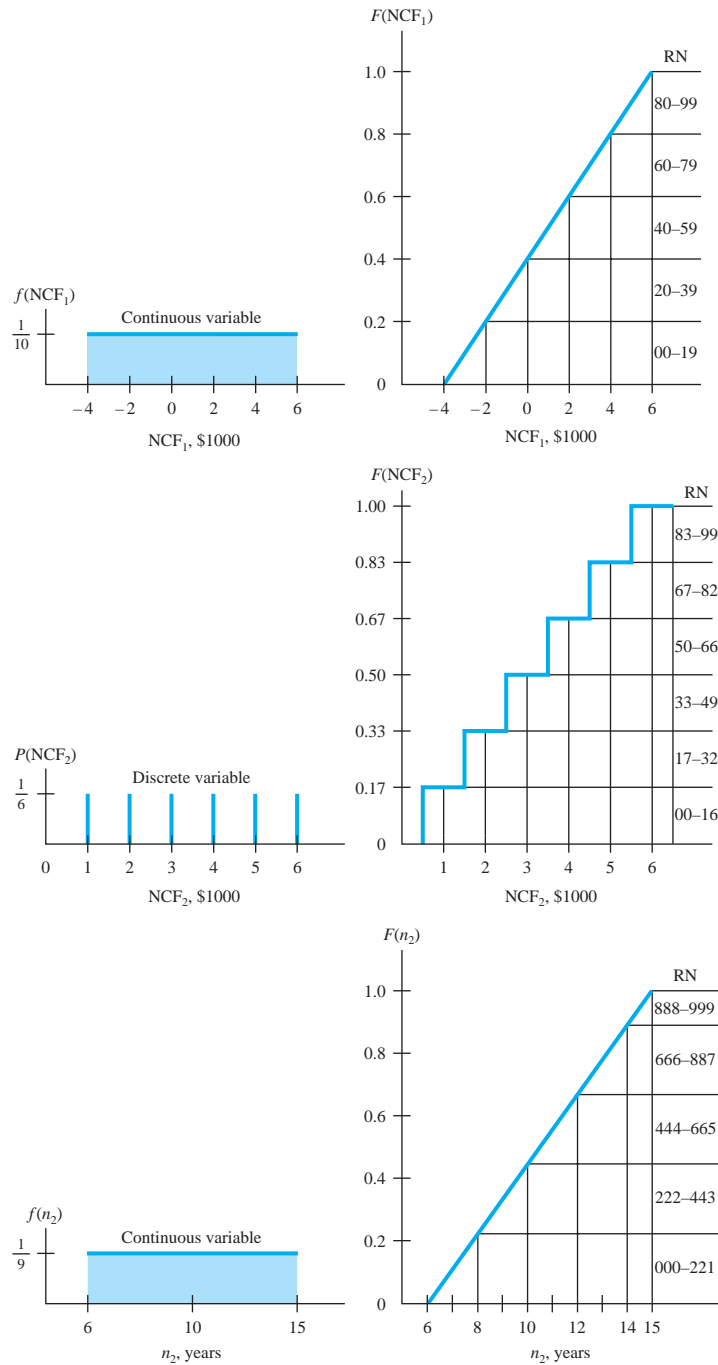 F(NCF₁)
RN
1.0
80–99
0.8
60–79
0.6
40–59
0.4
20–39
0.2
00–19
0
–4 –2 0 2 4 6
NCF₁, $1000
f(NCF₁)
Continuous variable
1/10
–4 –2 0 2 4 6
NCF₁, $1000
F(NCF₂)
RN
1.00
83–99
0.83
67–82
0.67
50–66
0.50
33–49
0.33
17–32
0.17
00–16
0
1 2 3 4 5 6
NCF₂, $1000
P(NCF₂)
Discrete variable
1/6
0 1 2 3 4 5 6
NCF₂, $1000
F(n₂)
RN
1.0
888–999
0.8
666–887
0.6
444–665
0.4
222–443
0.2
000–221
0
6 8 10 12 14 15
n₂, years
f(n₂)
Continuous variable
1/9
6 10 15
n₂, years